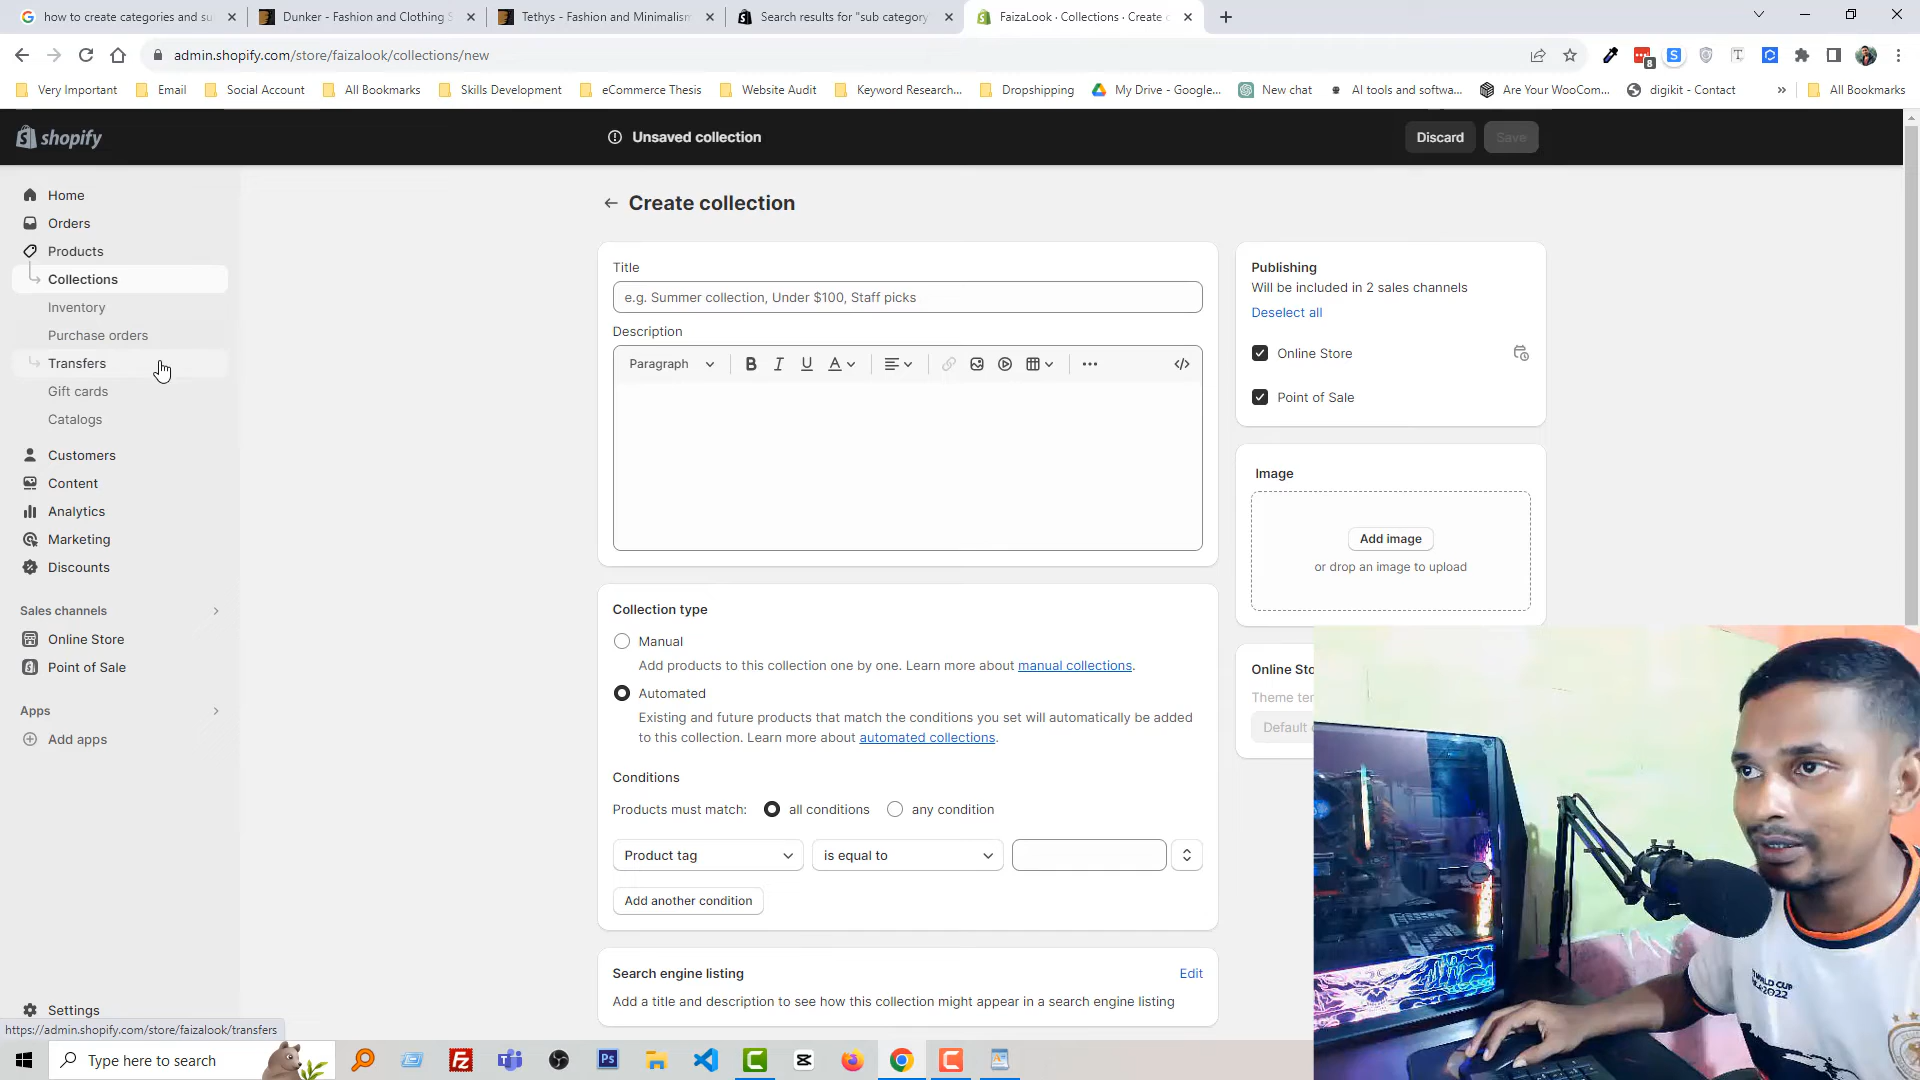 how to create categories and su
Dunker - Fashion and Clothing S
Tethys - Fashion and Minimalism
Search results for "sub category
FaizaLook · Collections · Create c
admin.shopify.com/store/faizalook/collections/new
8
Very Important
Email
Social Account
All Bookmarks
Skills Development
eCommerce Thesis
Website Audit
Keyword Research...
Dropshipping
My Drive - Google...
New chat
AI tools and softwa...
Are Your WooCom...
digikit - Contact
»
All Bookmarks
shopify
Unsaved collection
Discard
Save
Home
Orders
Products
Collections
Inventory
Purchase orders
Transfers
Gift cards
Catalogs
Customers
Content
Analytics
Marketing
Discounts
Sales channels
Online Store
Point of Sale
Apps
Add apps
Settings
https://admin.shopify.com/store/faizalook/transfers
Create collection
Title
e.g. Summer collection, Under $100, Staff picks
Description
Paragraph
B I U A
Collection type
Manual
Add products to this collection one by one. Learn more about manual collections.
Automated
Existing and future products that match the conditions you set will automatically be added
to this collection. Learn more about automated collections.
Conditions
Products must match: all conditions any condition
Product tag
is equal to
Add another condition
Search engine listing
Edit
Add a title and description to see how this collection might appear in a search engine listing
Publishing
Will be included in 2 sales channels
Deselect all
Online Store
Point of Sale
Image
Add image
or drop an image to upload
Online Sto
Theme ter
Default
Type here to search
Ps